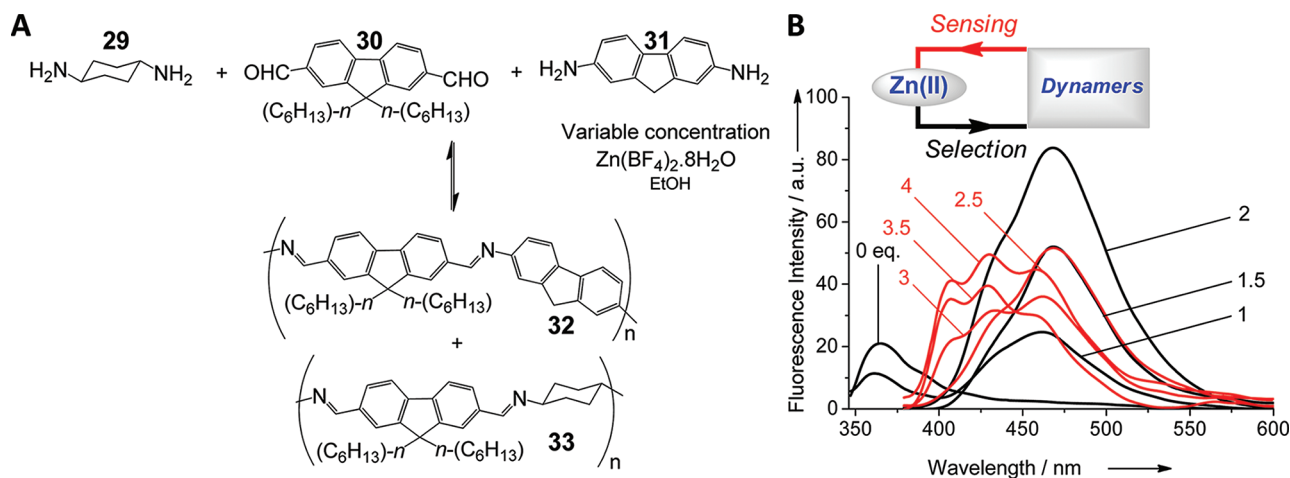 A
29
H2N
NH2
+
30
OHC
CHO
(C6H13)-n
n-(C6H13)
+
31
H2N
NH2
Variable concentration
Zn(BF4)2.8H2O
EtOH
N
N
(C6H13)-n
n-(C6H13)
32
n
+
N
N
(C6H13)-n
n-(C6H13)
33
n
B
Sensing
Zn(II)
Dynamers
Selection
Fluorescence Intensity / a.u.
100
80
60
40
20
0
0 eq.
4
3.5
3
2.5
2
1.5
1
350 400 450 500 550 600
Wavelength / nm